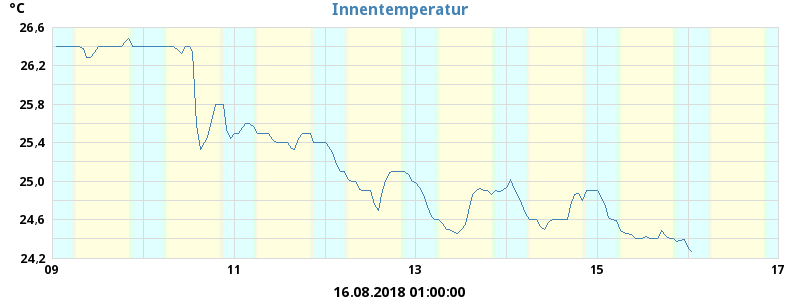 °C
Innentemperatur
26,6
26,2
25,8
25,4
25,0
24,6
24,2
09 11 13 15 17
16.08.2018 01:00:00